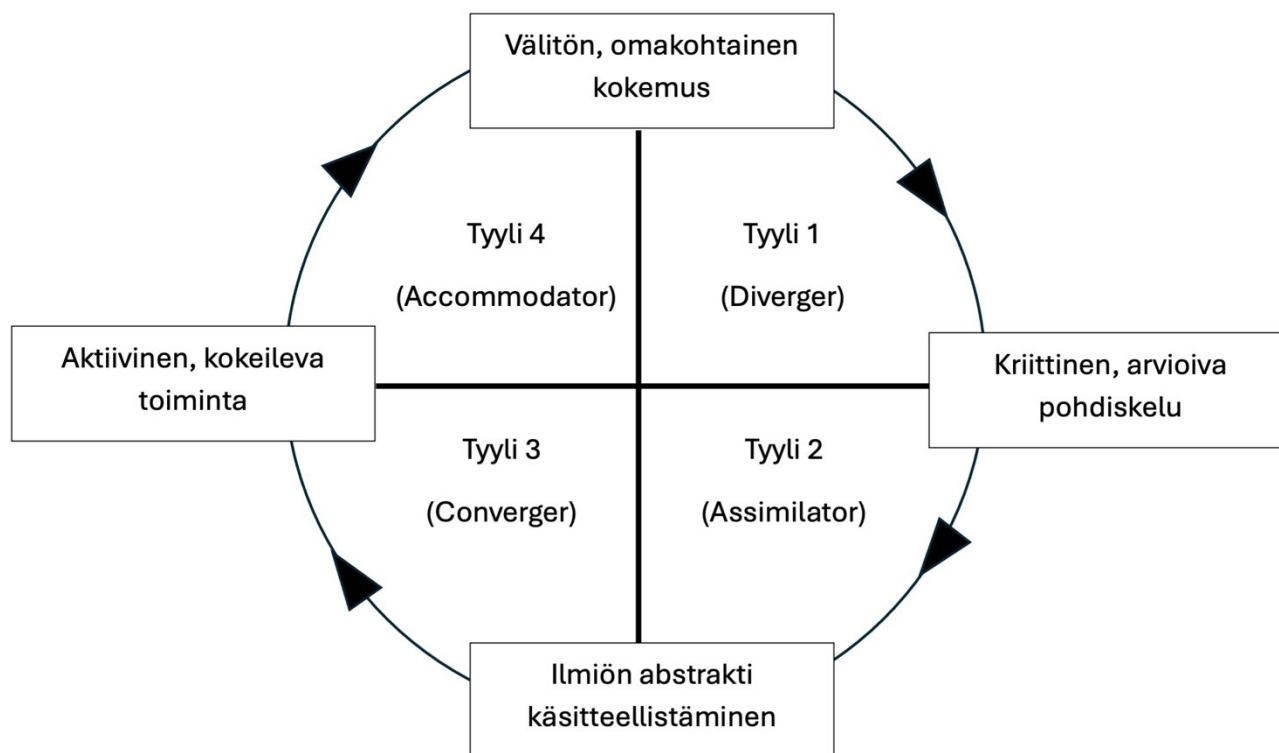 Välitön, omakohtainen
kokemus
Tyyli 4
(Accommodator)
Tyyli 1
(Diverger)
Aktiivinen, kokeileva
toiminta
Kriittinen, arvioiva
pohdiskelu
Tyyli 3
(Converger)
Tyyli 2
(Assimilator)
Ilmiön abstrakti
käsitteellistäminen